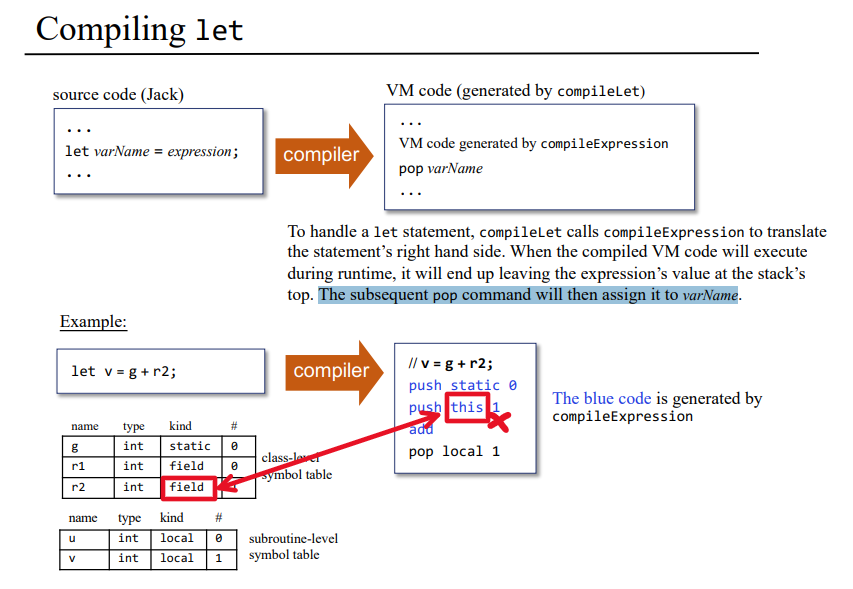 Compiling let
source code (Jack)
...
let varName = expression;
...
compiler
VM code (generated by compileLet)
...
VM code generated by compileExpression
pop varName
...
To handle a let statement, compileLet calls compileExpression to translate
the statement's right hand side. When the compiled VM code will execute
during runtime, it will end up leaving the expression's value at the stack's
top. The subsequent pop command will then assign it to varName.
Example:
let v = g + r2;
compiler
// v = g + r2;
push static 0
push this 1
add
pop local 1
The blue code is generated by
compileExpression
name type kind #
g int static 0
r1 int field 0
r2 int field
class-level
symbol table
name type kind #
u int local 0
v int local 1
subroutine-level
symbol table